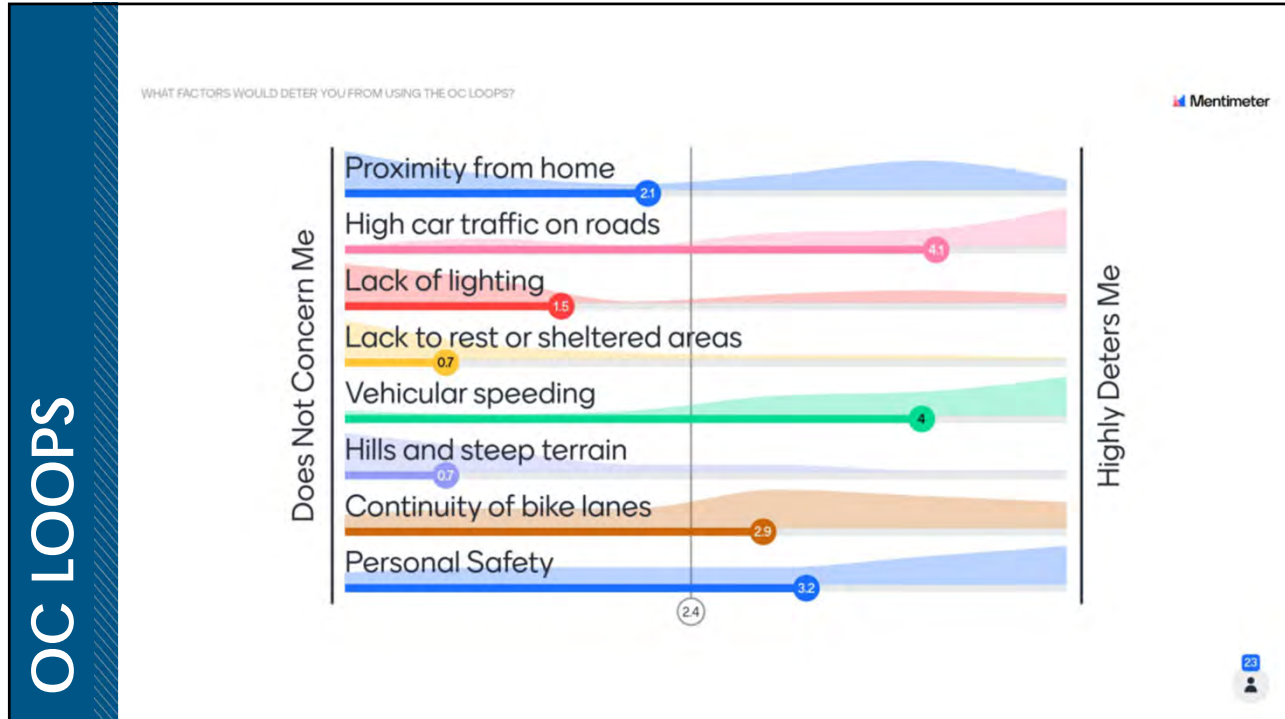 OC LOOPS
WHAT FACTORS WOULD DETER YOU FROM USING THE OC LOOPS?
Mentimeter
Does Not Concern Me
Proximity from home
2.1
High car traffic on roads
4.1
Lack of lighting
1.5
Lack to rest or sheltered areas
0.7
Vehicular speeding
4
Hills and steep terrain
0.7
Continuity of bike lanes
2.9
Personal Safety
3.2
2.4
Highly Deters Me
23